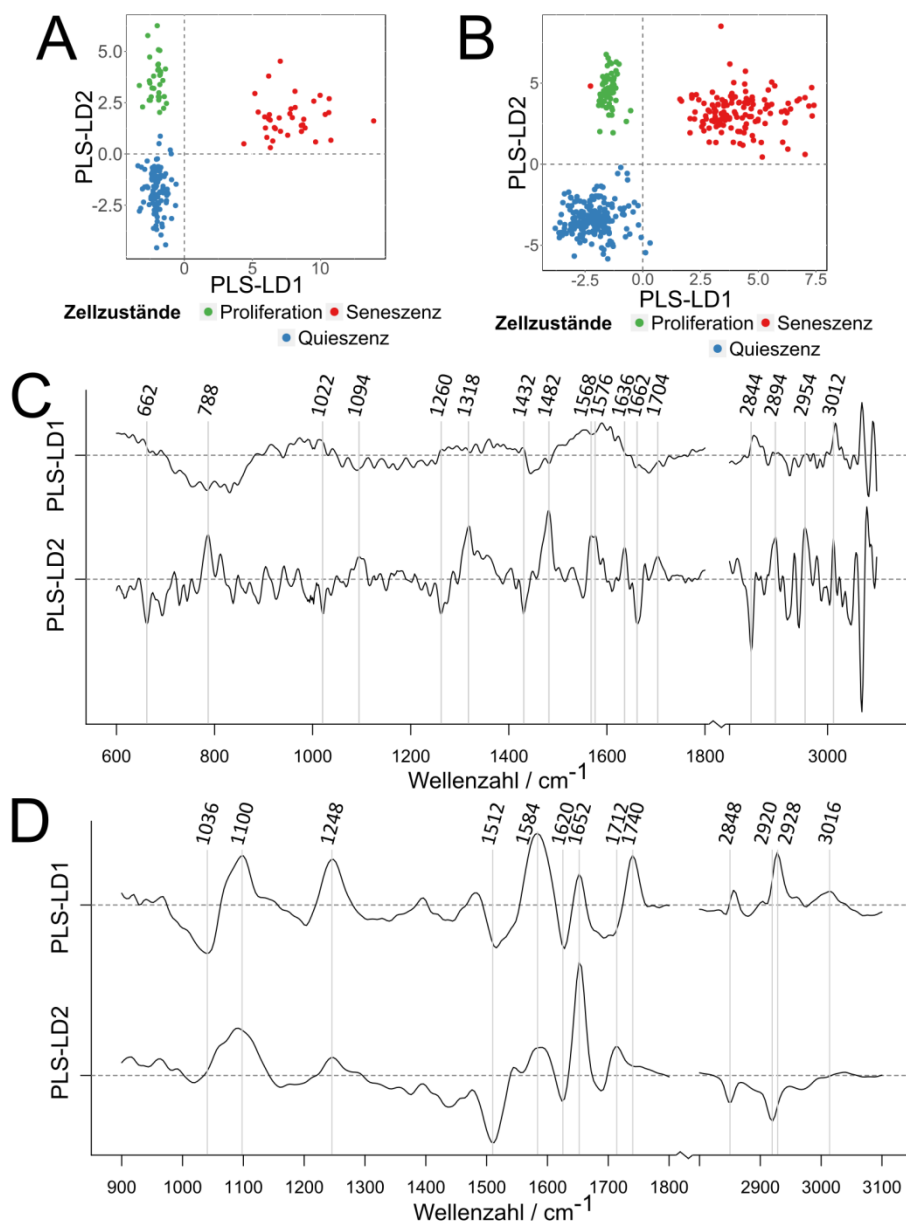 A
B
PLS-LD2
5.0
2.5
0.0
-2.5
0
5
10
PLS-LD1
PLS-LD2
5
0
-5
-2.5
0.0
2.5
5.0
7.5
PLS-LD1
Zellzustände Proliferation Seneszenz
Quieszenz
Zellzustände Proliferation Seneszenz
Quieszenz
C
662 788 1022 1094 1260 1318 1432 1482 1568 1576 1636 1662 1704 2844 2894 2954 3012
PLS-LD1
PLS-LD2
600 800 1000 1200 1400 1600 1800 3000
Wellenzahl / cm⁻¹
D
1036 1100 1248 1512 1584 1620 1652 1712 1740 2848 2920 2928 3016
PLS-LD1
PLS-LD2
900 1000 1100 1200 1300 1400 1500 1600 1700 1800 2900 3000 3100
Wellenzahl / cm⁻¹